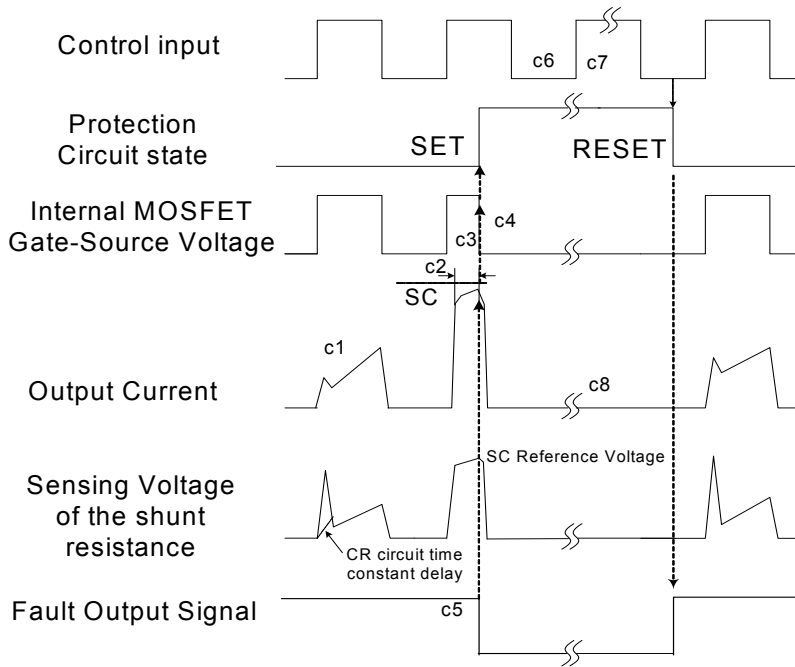 Control input
c6
c7
Protection
Circuit state
SET
RESET
Internal MOSFET
Gate-Source Voltage
c4
c3
c2
SC
c1
Output Current
c8
SC Reference Voltage
Sensing Voltage
of the shunt
resistance
CR circuit time
constant delay
Fault Output Signal
c5